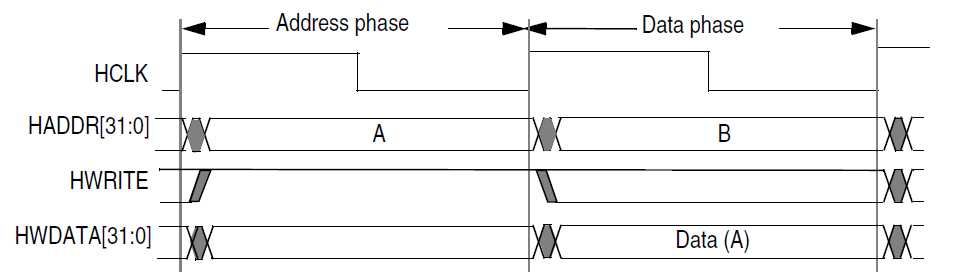 Address phase Data phase
HCLK
HADDR[31:0] A B
HWRITE
HWDATA[31:0] Data (A)